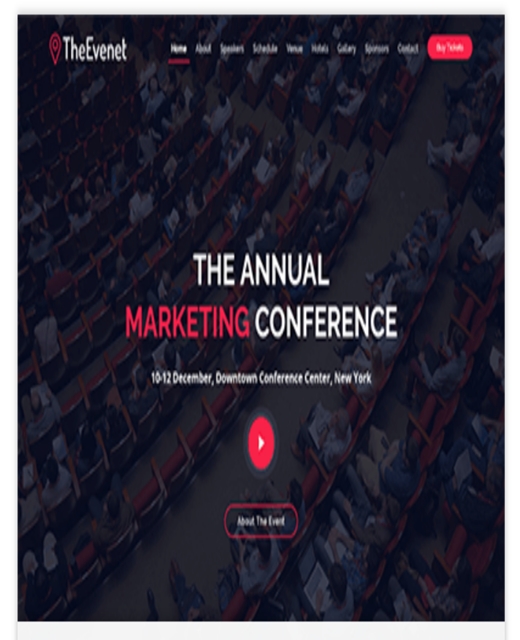 TheEvenet
Home About Speakers Schedule Venue Hotels Gallery Sponsors Contact Buy Tickets
THE ANNUAL
MARKETING CONFERENCE
10-12 December, Downtown Conference Center, New York
About The Event